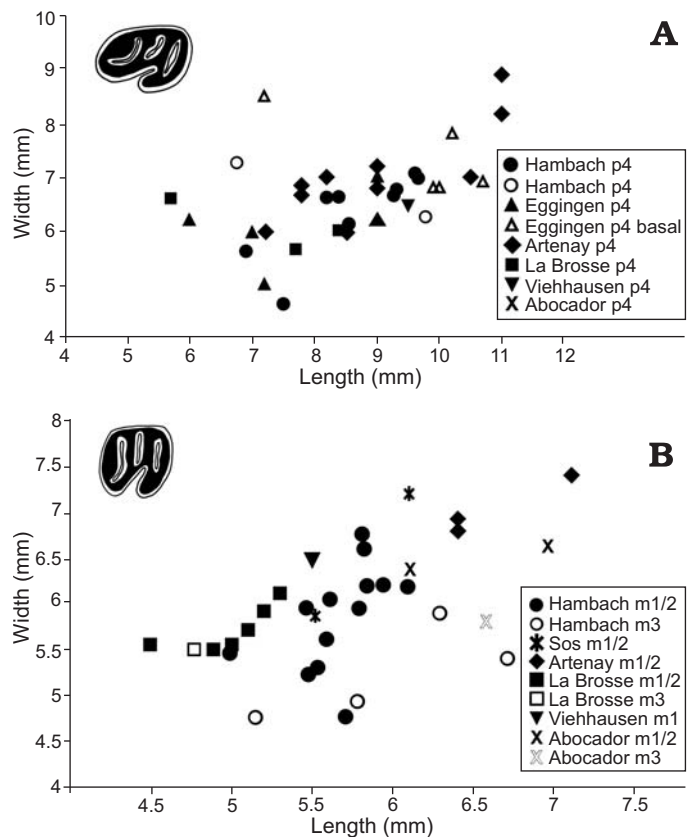 A
10
9
8
7
6
5
4
Width (mm)
4
5
6
7
8
9
10
11
12
Length (mm)
Hambach p4
Hambach p4
Eggingen p4
Eggingen p4 basal
Artenay p4
La Brosse p4
Viehhausen p4
Abocador p4
B
8
7.5
7
6.5
6
5.5
5
4.5
4
Width (mm)
4.5
5
5.5
6
6.5
7
7.5
Length (mm)
Hambach m1/2
Hambach m3
Sos m1/2
Artenay m1/2
La Brosse m1/2
La Brosse m3
Viehhausen m1
Abocador m1/2
Abocador m3